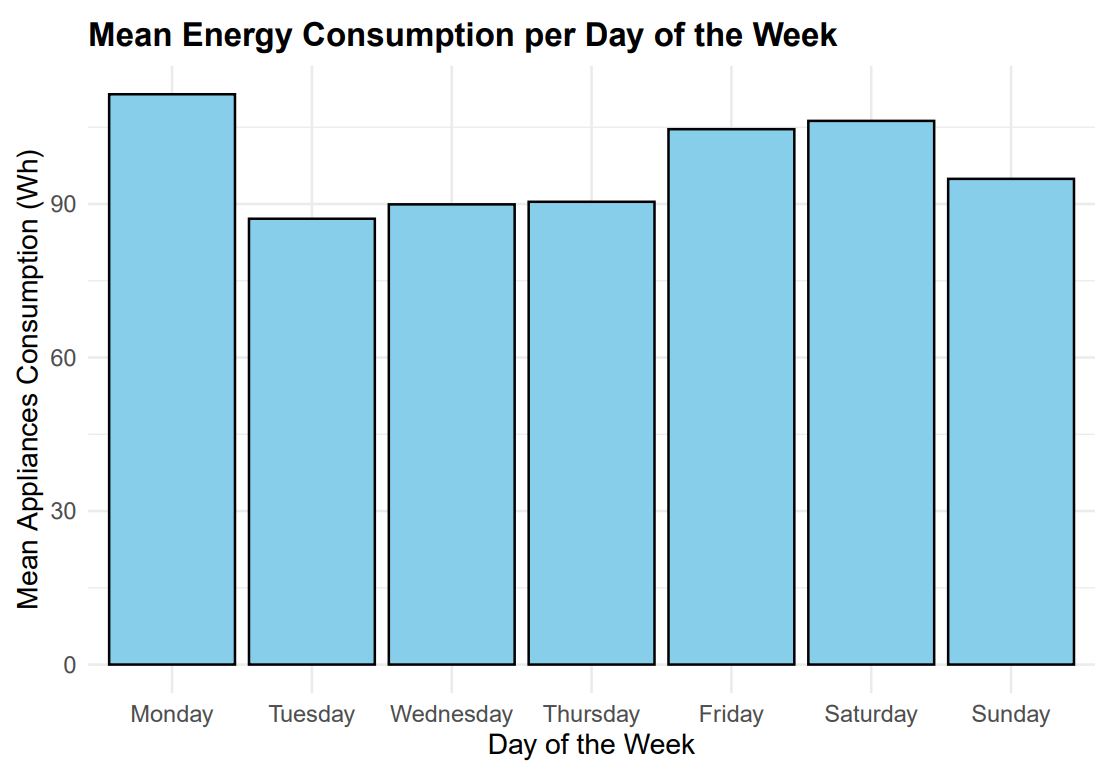 Mean Energy Consumption per Day of the Week
Mean Appliances Consumption (Wh)
90
60
30
0
Monday Tuesday Wednesday Thursday Friday Saturday Sunday
Day of the Week